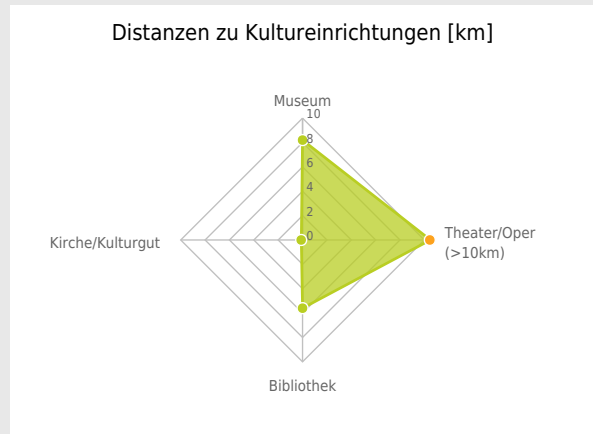 Distanzen zu Kultureinrichtungen [km]
Museum
10
8
6
4
2
0
Kirche/Kulturgut
Theater/Oper
(>10km)
Bibliothek